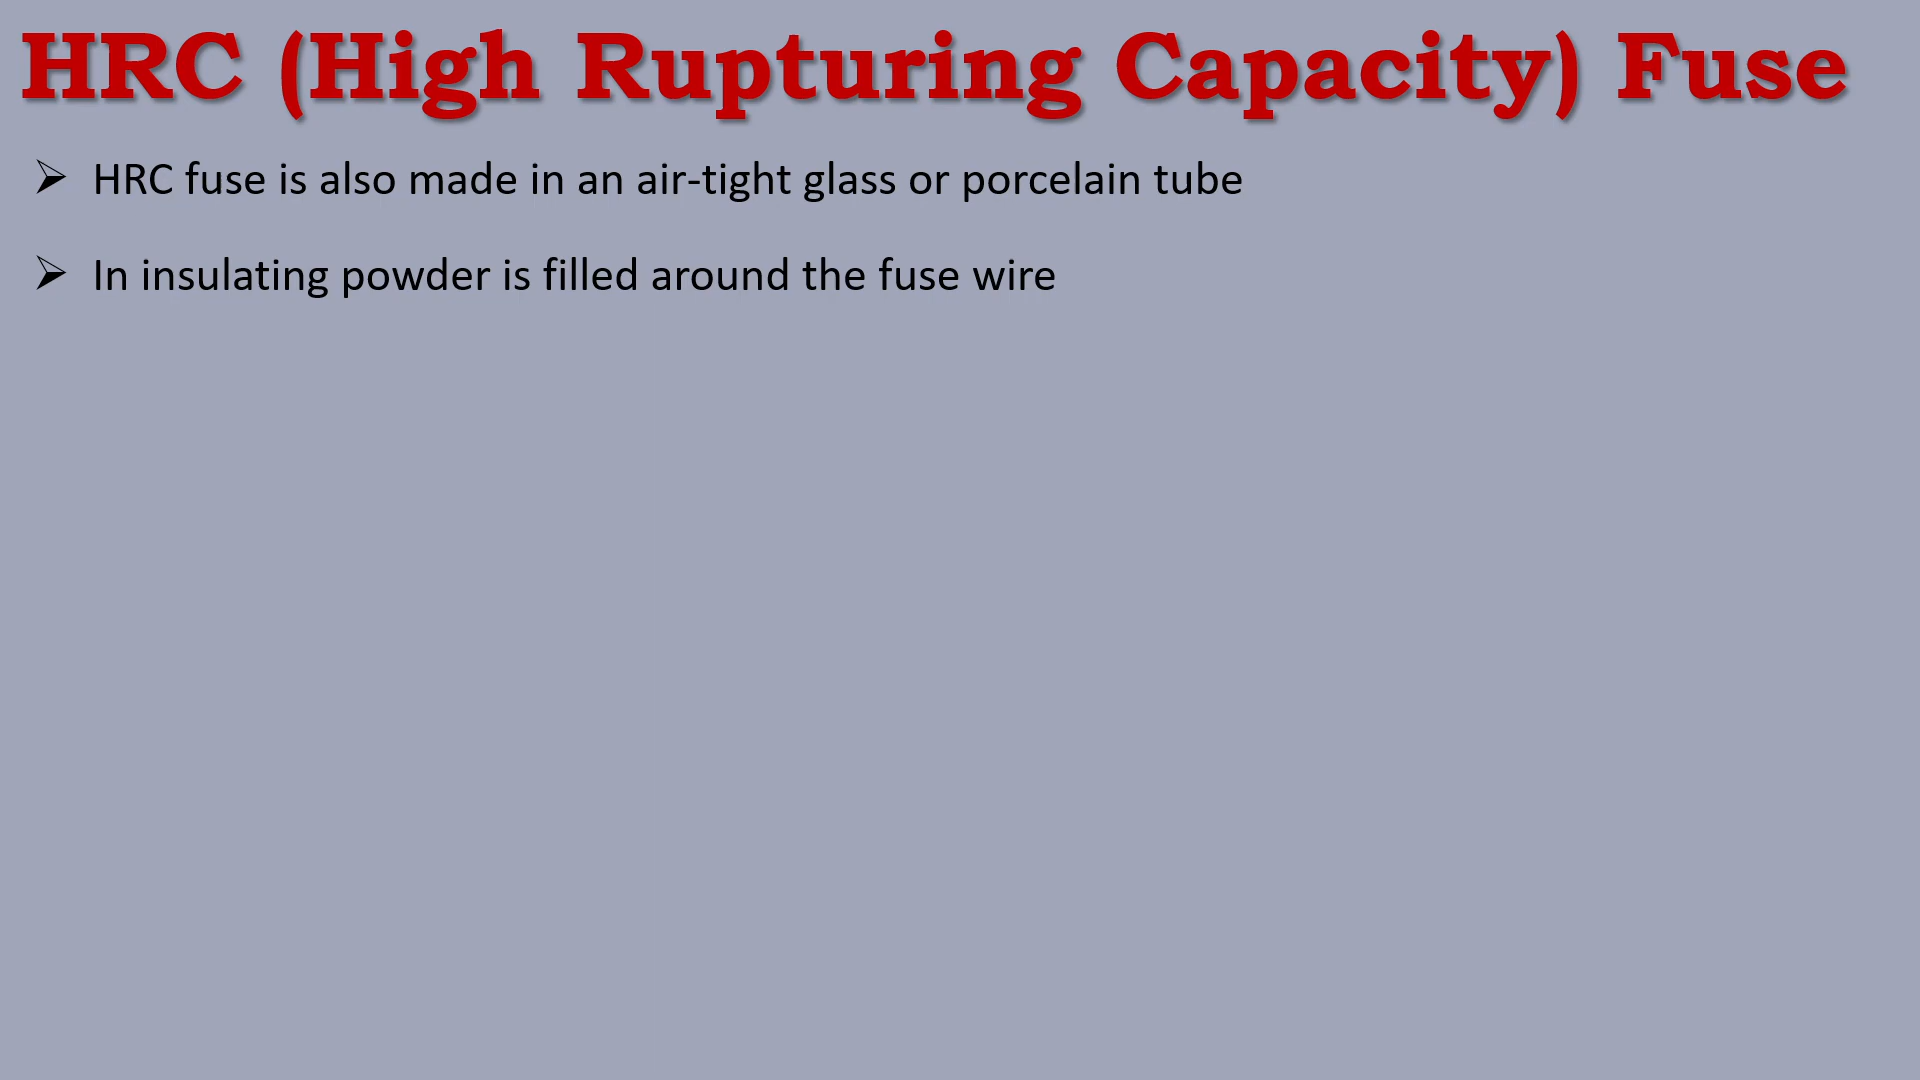 HRC (High Rupturing Capacity) Fuse
➢ HRC fuse is also made in an air-tight glass or porcelain tube
➢ In insulating powder is filled around the fuse wire